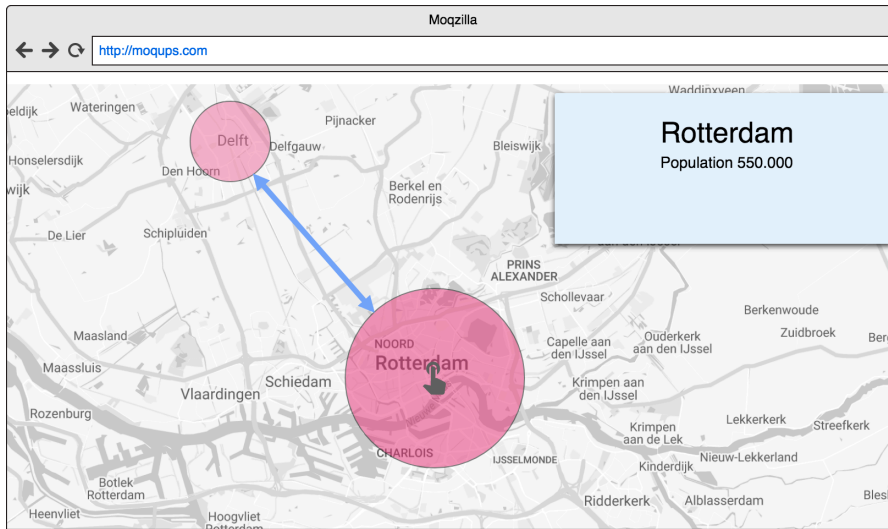 Moqzilla
http://moqups.com
Waddinxveen
eldijk
Wateringen
Pijnacker
Delft
Delfgauw
Bleiswijk
Honselersdijk
Den Hoorn
wijk
Berkel en
Rodenrijs
Rotterdam
Population 550.000
De Lier
Schipluiden
PRINS
ALEXANDER
Schollevaar
Berkenwoude
Maasland
NOORD
Capelle aan
den IJssel
Ouderkerk
aan den IJssel
Zuidbroek
Ber
Maassluis
Rotterdam
Schiedam
Krimpen aan
den IJssel
Vlaardingen
Rozenburg
Krimpen
aan de Lek
Lekkerkerk
Streefkerk
CHARLOIS
IJSSELMONDE
Nieuw-Lekkerland
Kinderdijk
Botlek
Rotterdam
Ridderkerk
Alblasserdam
Bles
Heenvliet
Hoogvliet
Rotterdam